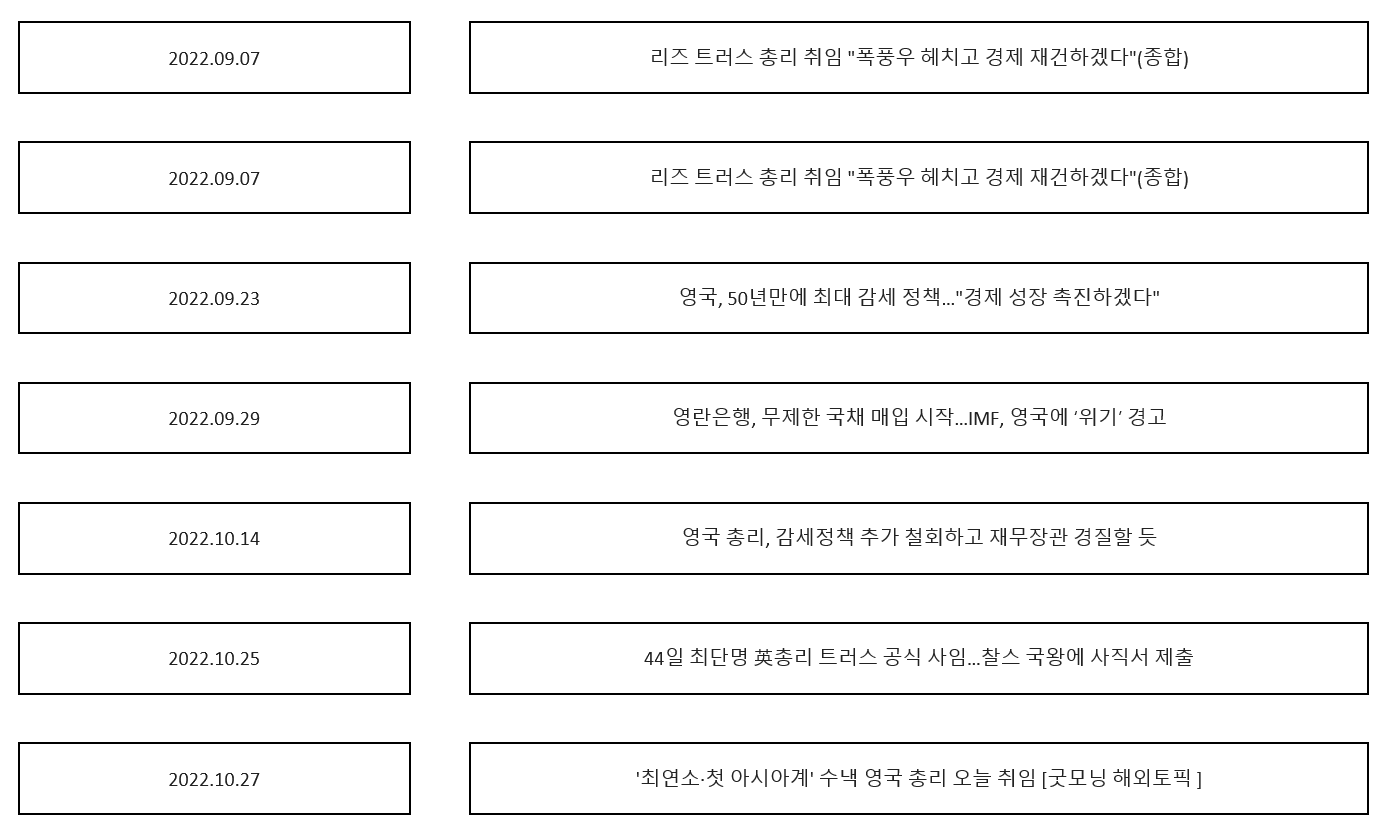 2022.09.07 리즈 트러스 총리 취임 "폭풍우 헤치고 경제 재건하겠다"(종합)
2022.09.07 리즈 트러스 총리 취임 "폭풍우 헤치고 경제 재건하겠다"(종합)
2022.09.23 영국, 50년만에 최대 감세 정책..."경제 성장 촉진하겠다"
2022.09.29 영란은행, 무제한 국채 매입 시작...IMF, 영국에 ‘위기’ 경고
2022.10.14 영국 총리, 감세정책 추가 철회하고 재무장관 경질할 듯
2022.10.25 44일 최단명 英총리 트러스 공식 사임...찰스 국왕에 사직서 제출
2022.10.27 '최연소·첫 아시아계' 수낵 영국 총리 오늘 취임 [굿모닝 해외토픽 ]